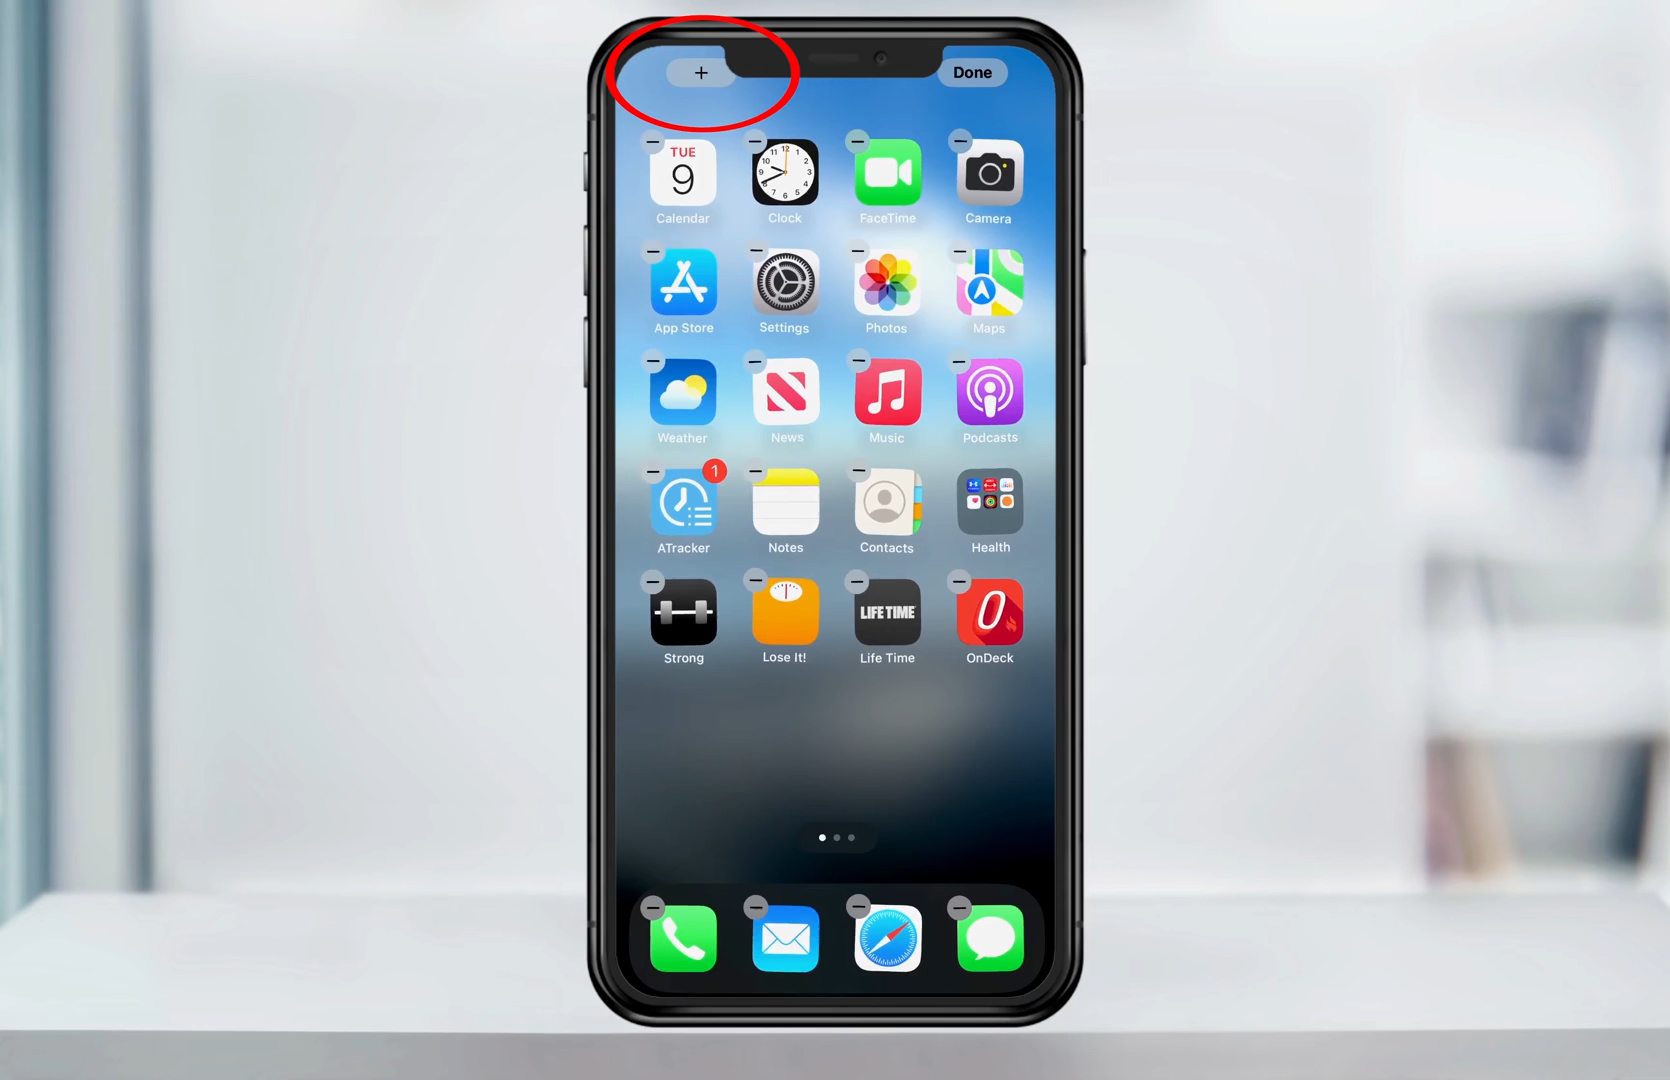 + Done
TUE
9
Calendar Clock FaceTime Camera
App Store Settings Photos Maps
Weather News Music Podcasts
1
ATracker Notes Contacts Health
LIFE TIME
Strong Lose It! Life Time OnDeck